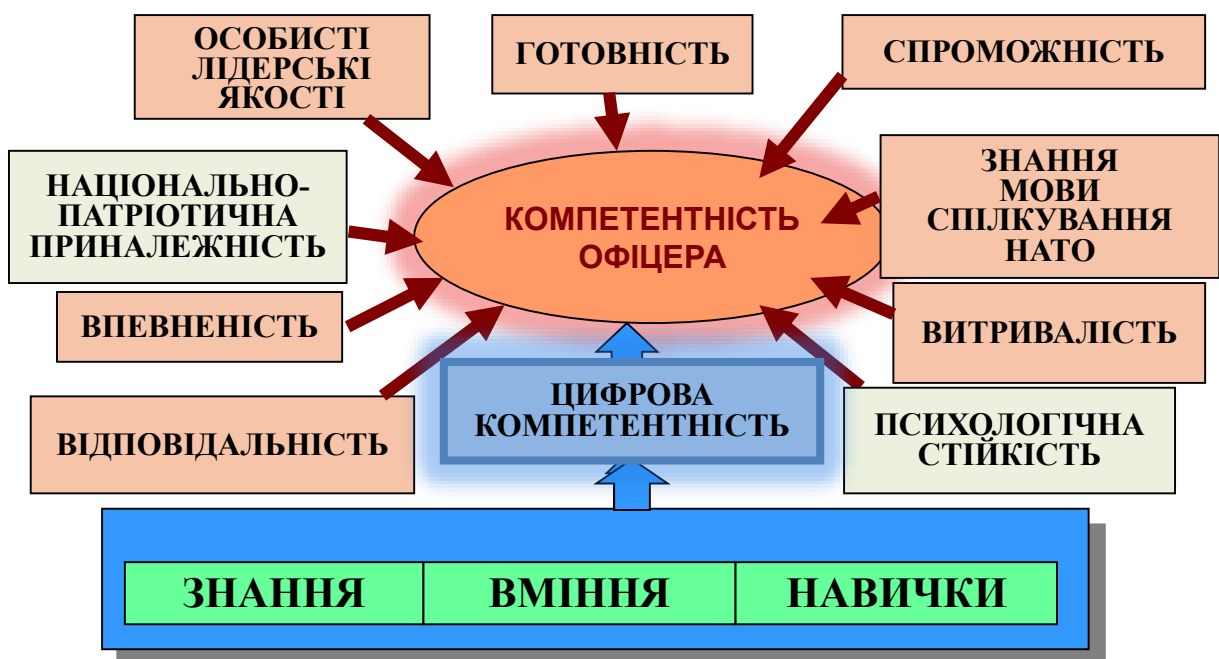 ОСОБИСТІ
ЛІДЕРСЬКІ
ЯКОСТІ
ГОТОВНІСТЬ
СПРОМОЖНІСТЬ
НАЦІОНАЛЬНО-
ПАТРІОТИЧНА
ПРИНАЛЕЖНІСТЬ
КОМПЕТЕНТНІСТЬ
ОФІЦЕРА
ЗНАННЯ
МОВИ
СПІЛКУВАННЯ
НАТО
ВПЕВНЕНІСТЬ
ВИТРИВАЛІСТЬ
ВІДПОВІДАЛЬНІСТЬ
ЦИФРОВА
КОМПЕТЕНТНІСТЬ
ПСИХОЛОГІЧНА
СТІЙКІСТЬ
ЗНАННЯ
ВМІННЯ
НАВИЧКИ